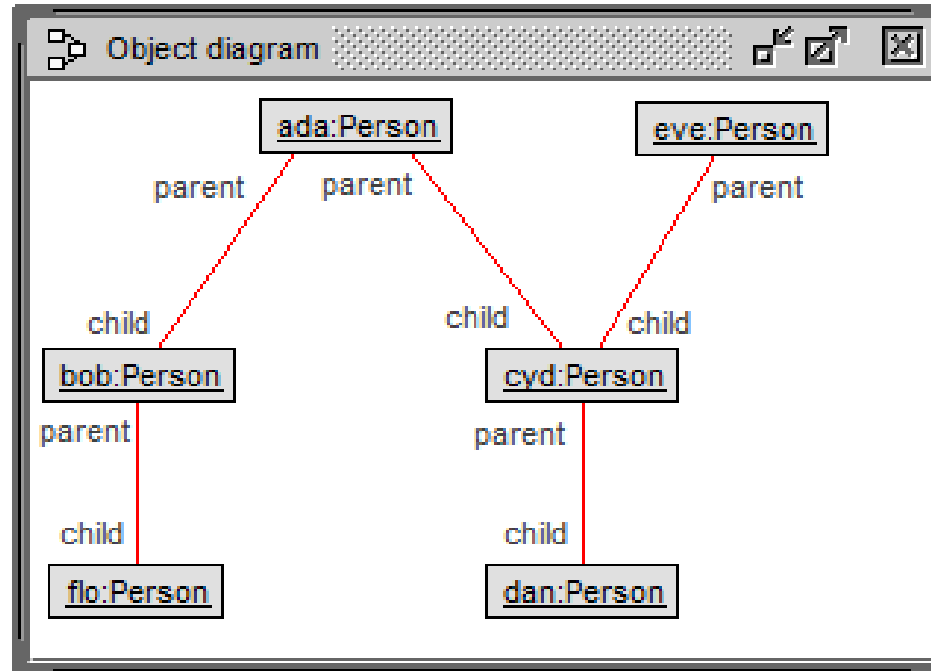 Object diagram
ada:Person
eve:Person
parent
parent
parent
child
child
child
bob:Person
cyd:Person
parent
parent
child
child
flo:Person
dan:Person